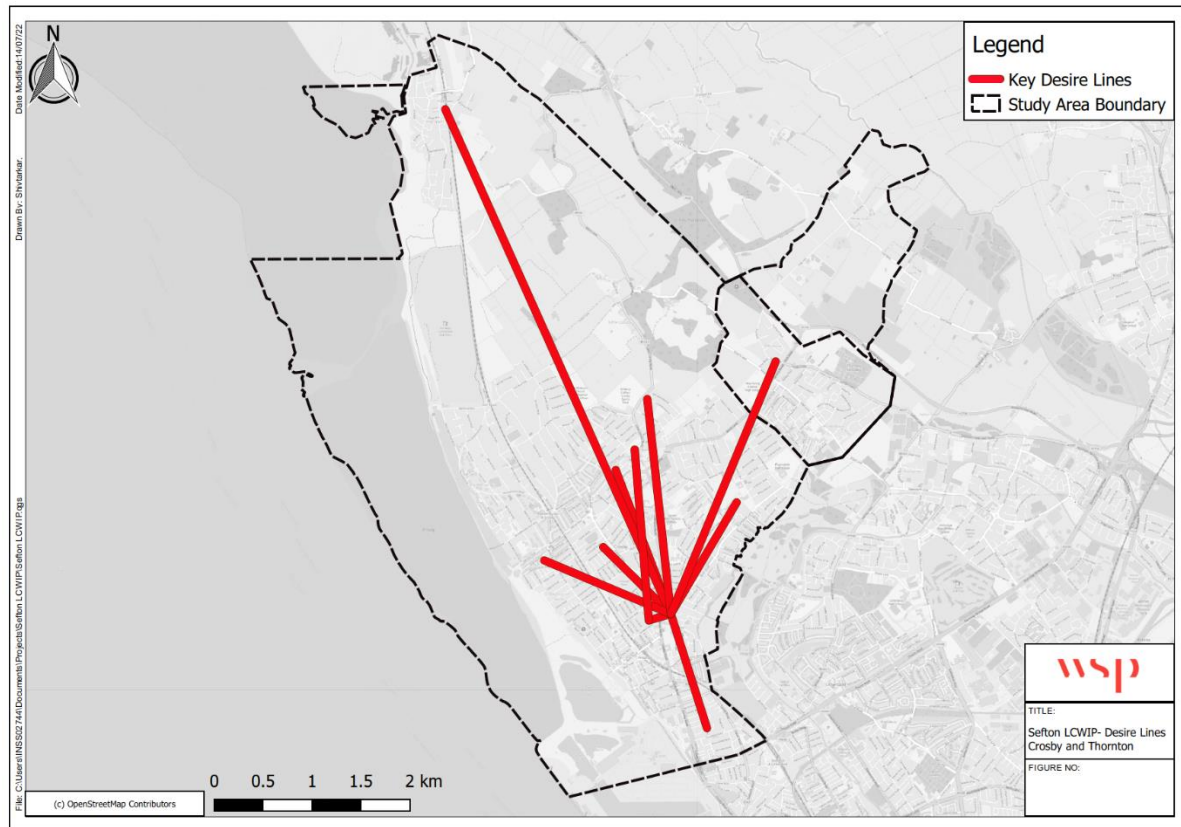 Date Modified:14/07/22
Drawn By: Shivtarkar,
File: C:\Users\INSS02744\Documents\Projects\Sefton LCWIP\Sefton LCWIP.qgs
N
Legend
Key Desire Lines
Study Area Boundary
0 0.5 1 1.5 2 km
(c) OpenStreetMap Contributors
wsp
TITLE:
Sefton LCWIP- Desire Lines
Crosby and Thornton
FIGURE NO: